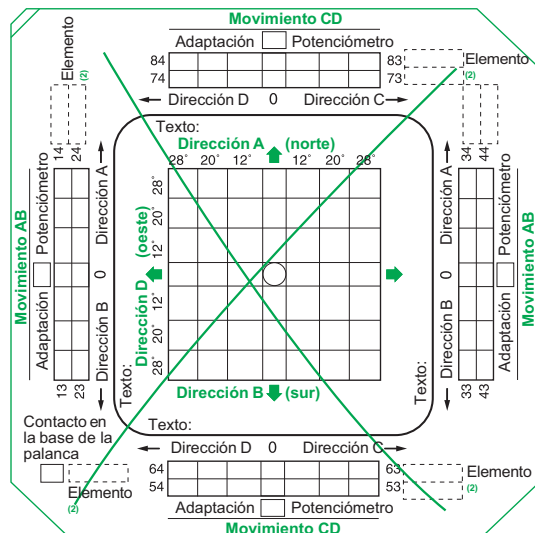 Movimiento CD
Adaptación Potenciómetro
84 83 Elemento
74 73 (2)
Dirección D 0 Dirección C
Elemento
(2)
14 24
Movimiento AB
Adaptación Potenciómetro
Dirección B 0 Dirección A
13 23
Texto:
Dirección A (norte)
28° 20° 12° 12° 20° 28°
28°
20°
12°
12°
20°
28°
Dirección D (oeste)
Dirección B (sur)
Texto:
Texto:
Texto:
34 44
Dirección B 0 Dirección A
Adaptación Potenciómetro
Movimiento AB
33 43
Contacto en
la base de la
palanca
Elemento
(2)
Dirección D 0 Dirección C
64 63 Elemento
54 53 (2)
Adaptación Potenciómetro
Movimiento CD